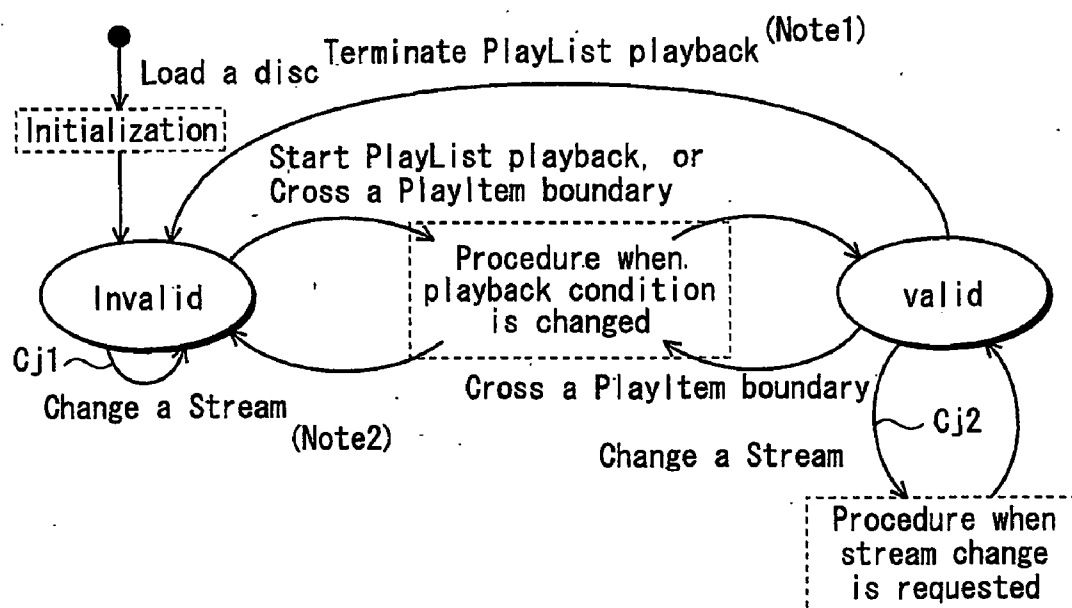 Load a disc
Terminate PlayList playback (Note1)
Initialization
Start PlayList playback, or
Cross a PlayItem boundary
Invalid
Procedure when
playback condition
is changed
valid
Cj1
Change a Stream
(Note2)
Cross a PlayItem boundary
Cj2
Change a Stream
Procedure when
stream change
is requested